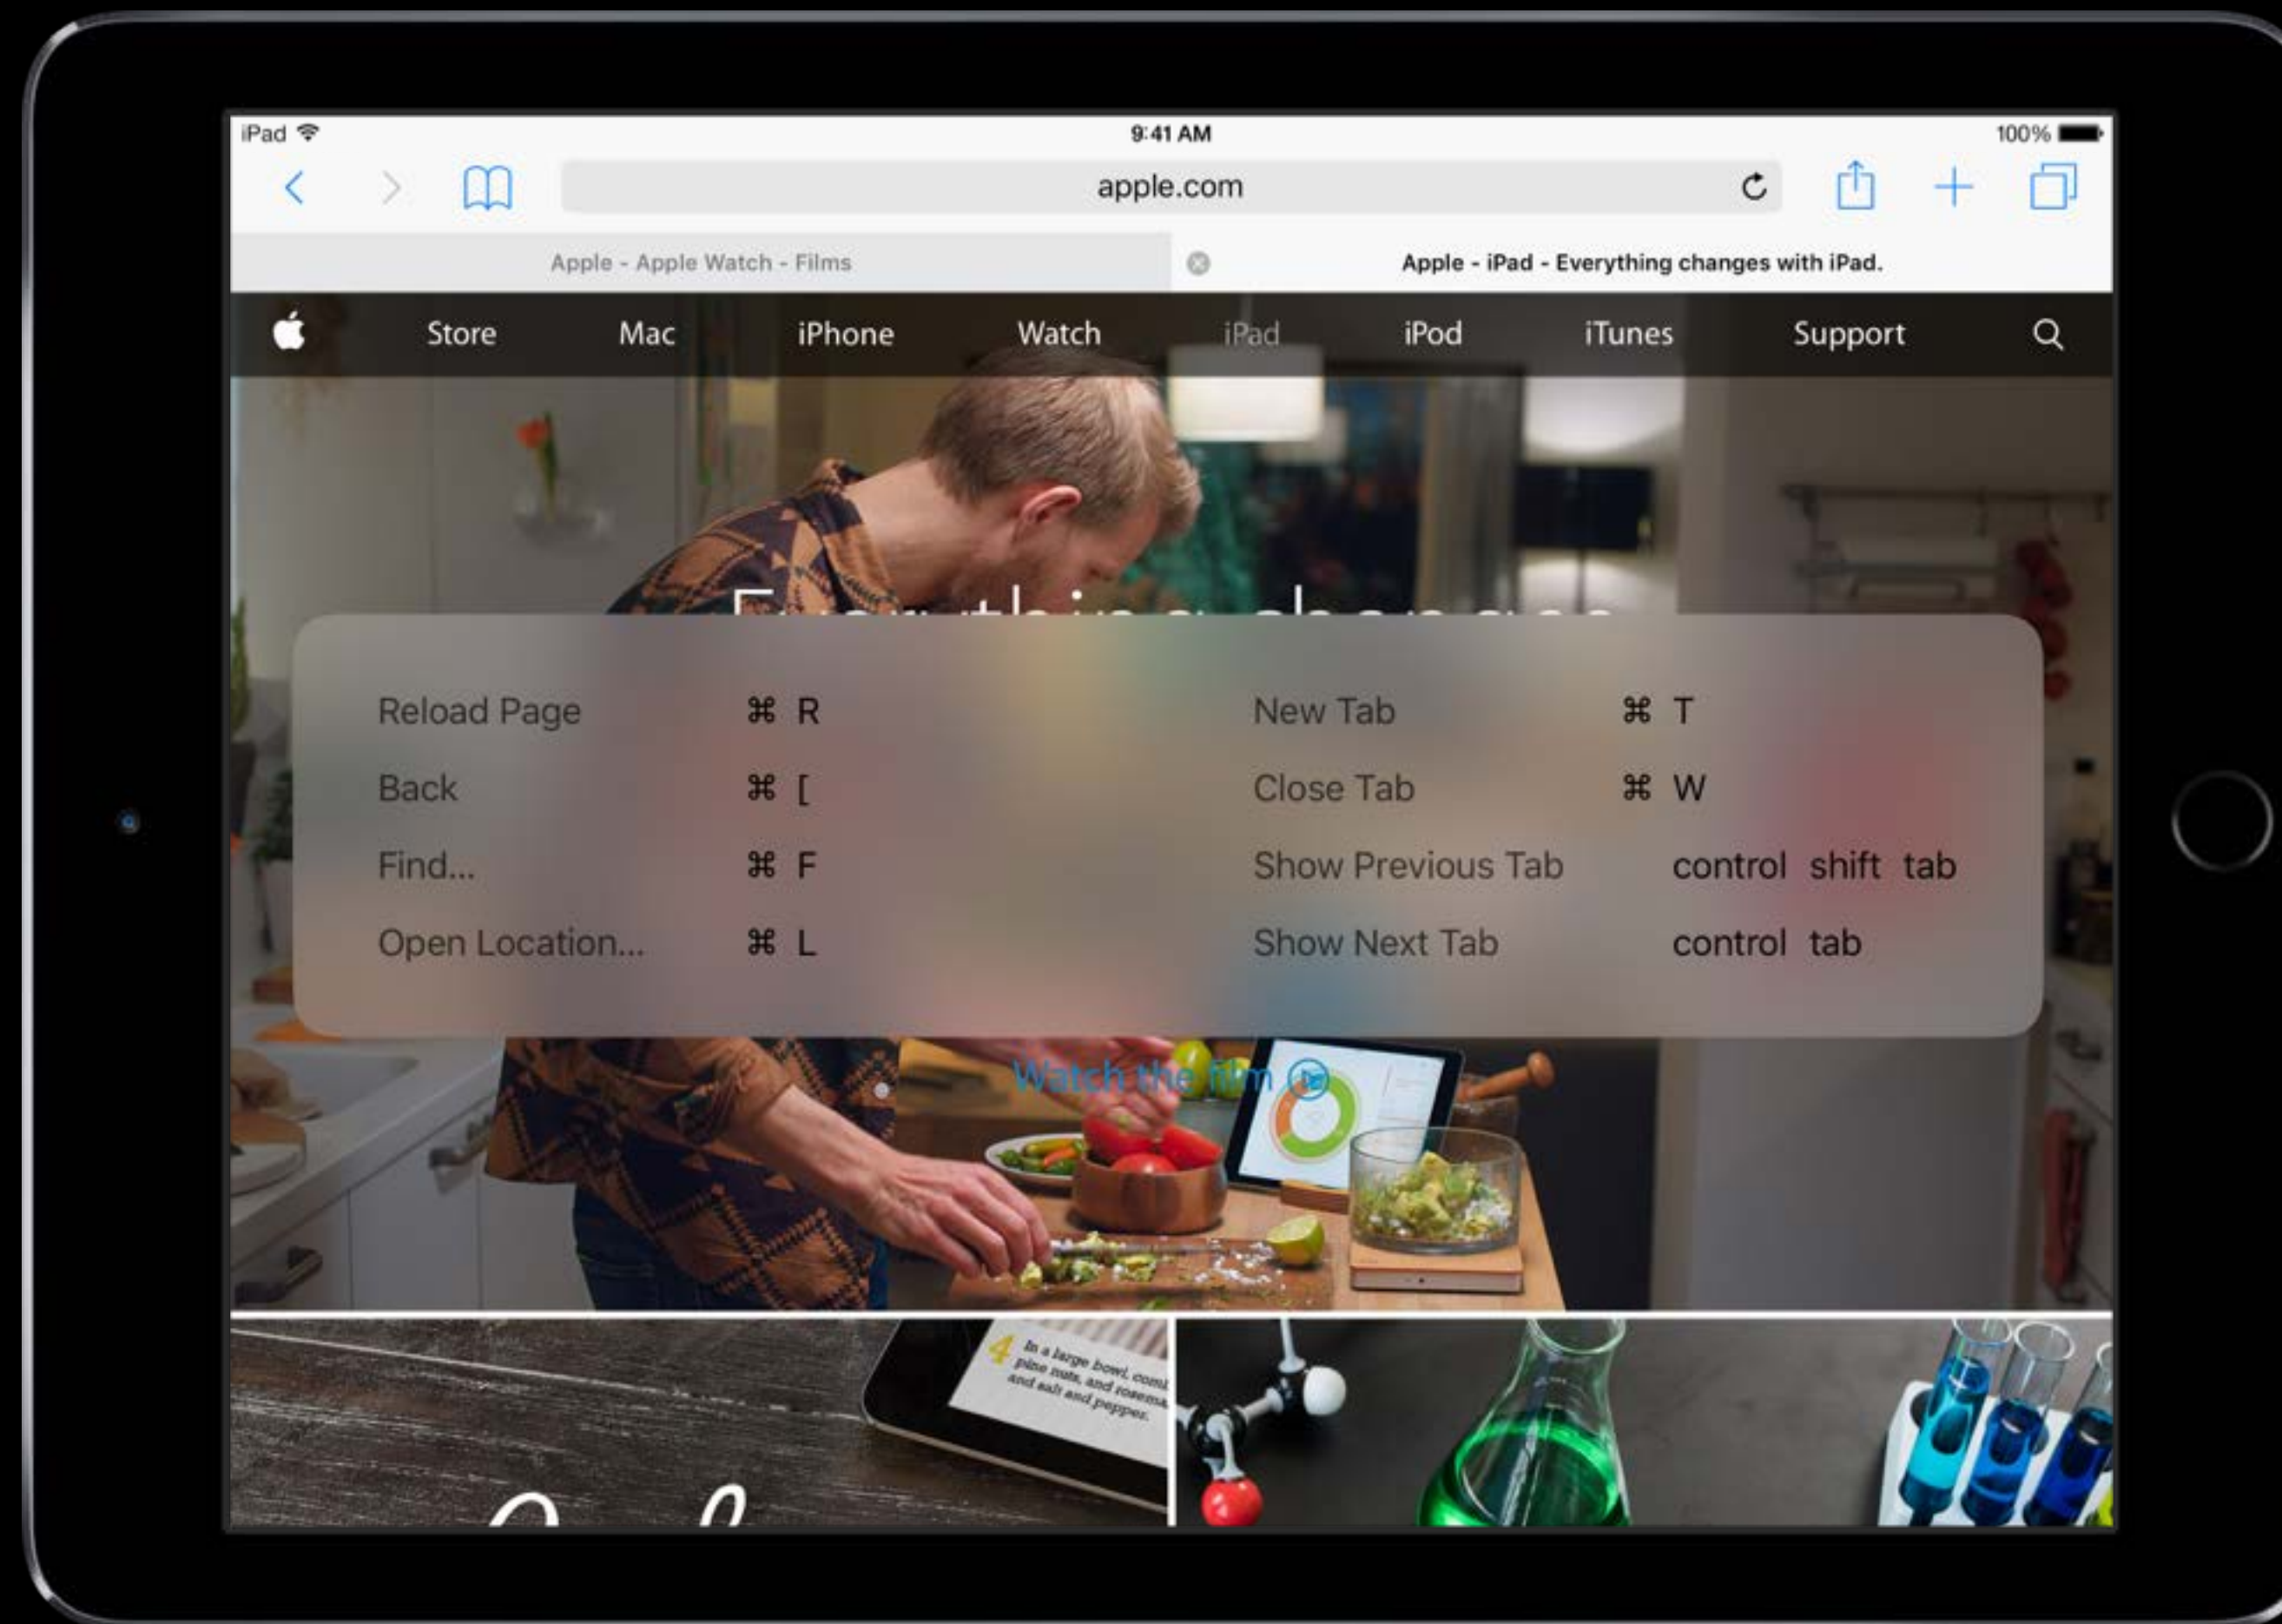 iPad 9:41 AM 100%
apple.com
Apple - Apple Watch - Films Apple - iPad - Everything changes with iPad.
Store Mac iPhone Watch iPad iPod iTunes Support
Everything changes
Reload Page ⌘ R New Tab ⌘ T
Back ⌘ [ Close Tab ⌘ W
Find... ⌘ F Show Previous Tab control shift tab
Open Location... ⌘ L Show Next Tab control tab
Watch the film
4 In a large bowl,
pine nuts, and
and salt and pepper.